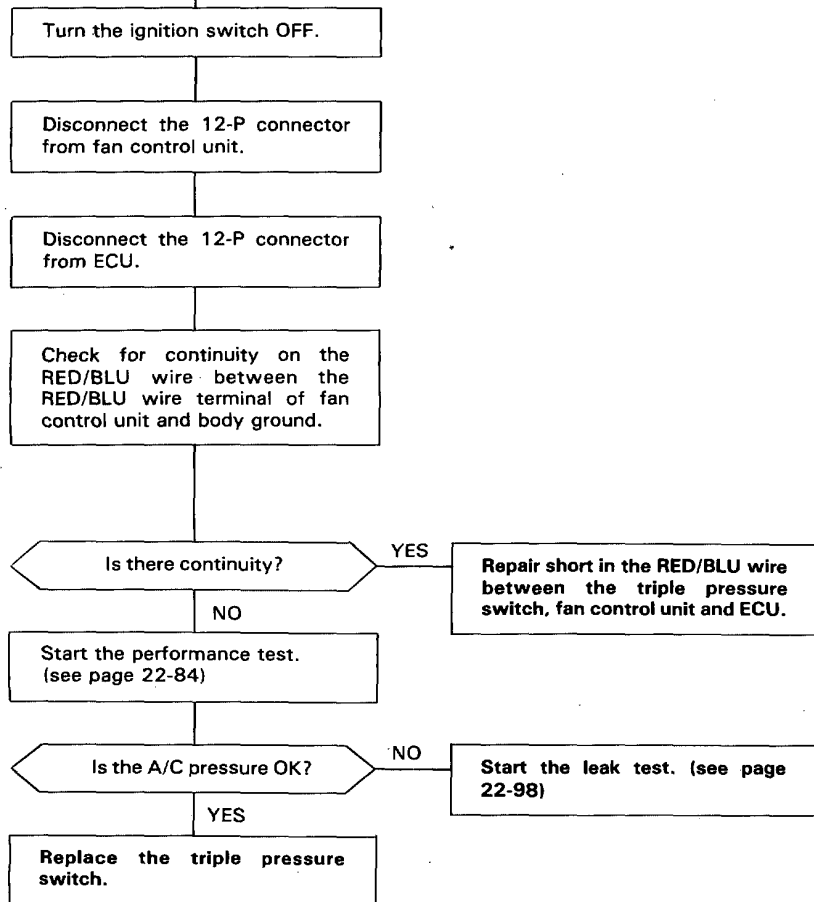 Turn the ignition switch OFF.
Disconnect the 12-P connector
from fan control unit.
Disconnect the 12-P connector
from ECU.
Check for continuity on the
RED/BLU wire between the
RED/BLU wire terminal of fan
control unit and body ground.
Is there continuity?
YES
Repair short in the RED/BLU wire
between the triple pressure
switch, fan control unit and ECU.
NO
Start the performance test.
(see page 22-84)
Is the A/C pressure OK?
NO
Start the leak test. (see page
22-98)
YES
Replace the triple pressure
switch.